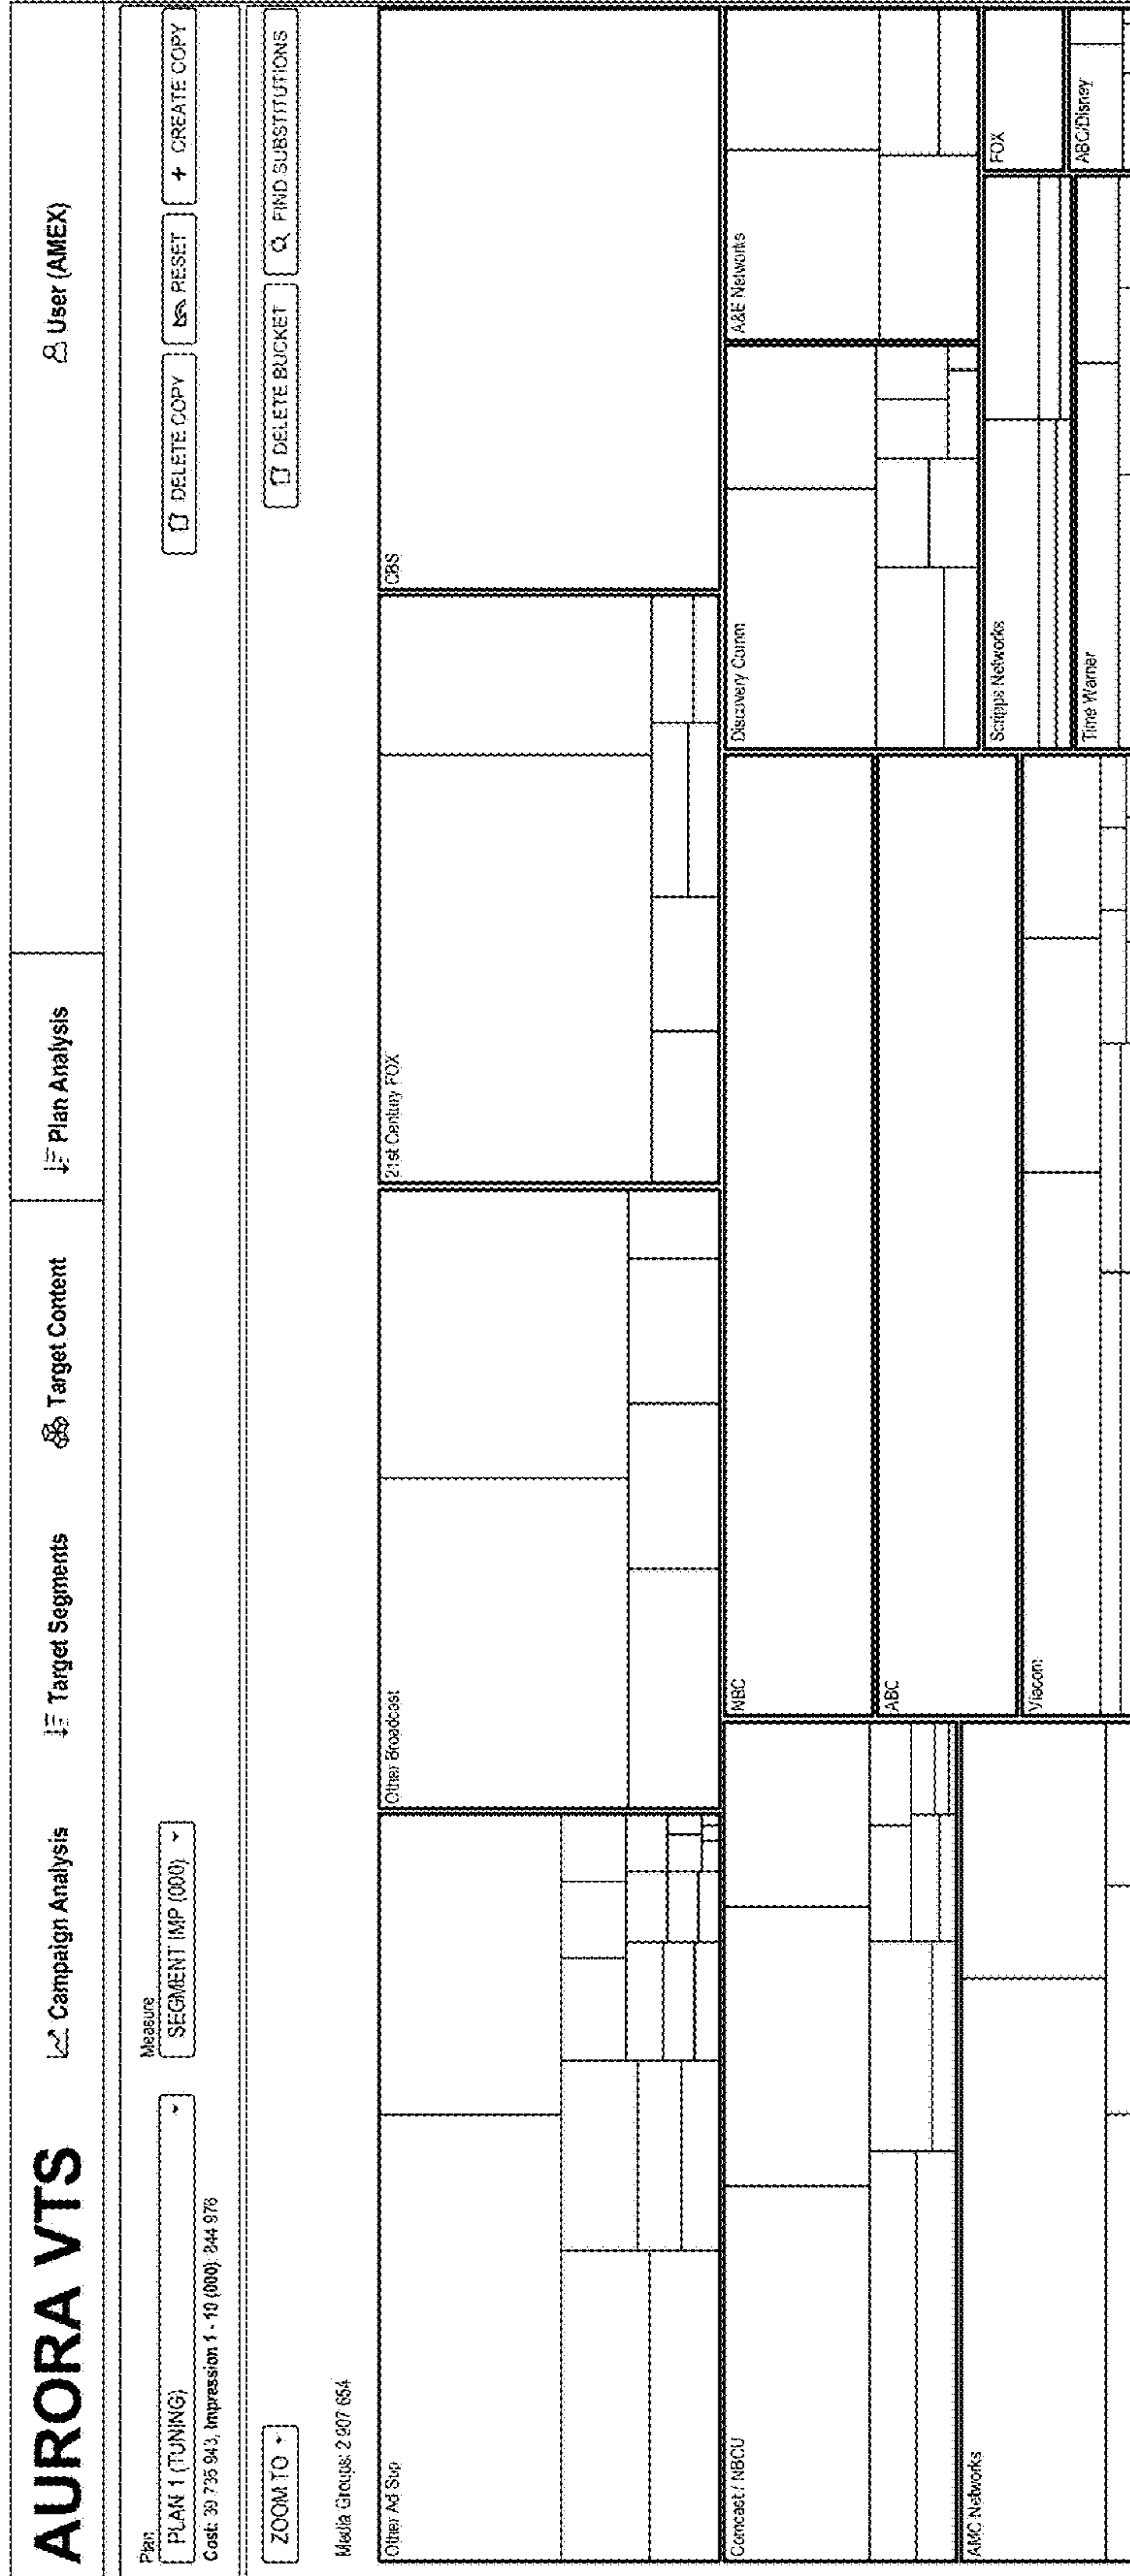 AURORA VTS
Campaign Analysis
Target Segments
Target Content
Plan Analysis
User (AMEX)
Plan
Measure
PLAN 1 (TUNING)
SEGMENT IMP (000)
DELETE COPY
RESET
+ CREATE COPY
Cost: 39 736 943, Impression 1 - 10 (000): 844 976
ZOOM TO
DELETE BUCKET
FIND SUBSTITUTIONS
Media Groups: 2 907 654
Other Ad Sup
Other Broadcast
21st Century FOX
CBS
Comcast / NBCU
NBC
Discovery Comm
A&E Networks
ABC
AMC Networks
Viacom
Scripps Networks
FOX
Time Warner
ABC/Disney